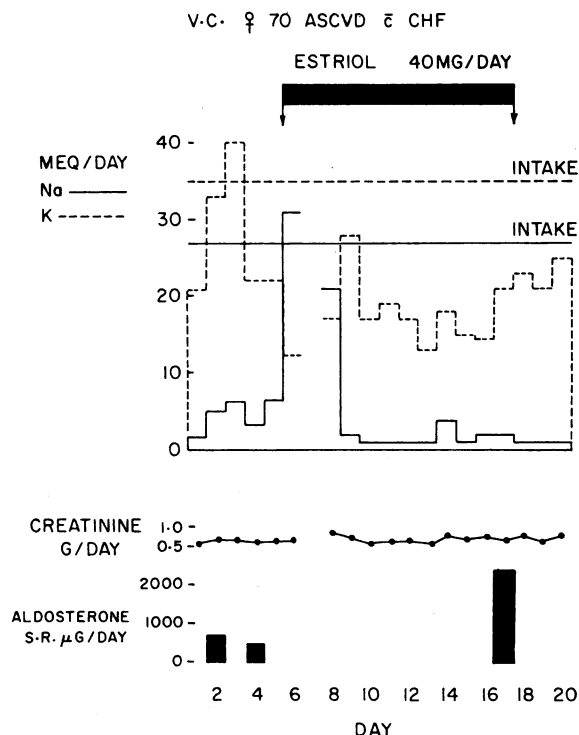 V.C. ♀ 70 ASCVD c̄ CHF
ESTRIOL 40MG/DAY
MEQ/DAY
Na
K
40
30
20
10
0
INTAKE
INTAKE
CREATININE
G/DAY
1.0
0.5
ALDOSTERONE
S.R. μG/DAY
2000
1000
0
2 4 6 8 10 12 14 16 18 20
DAY